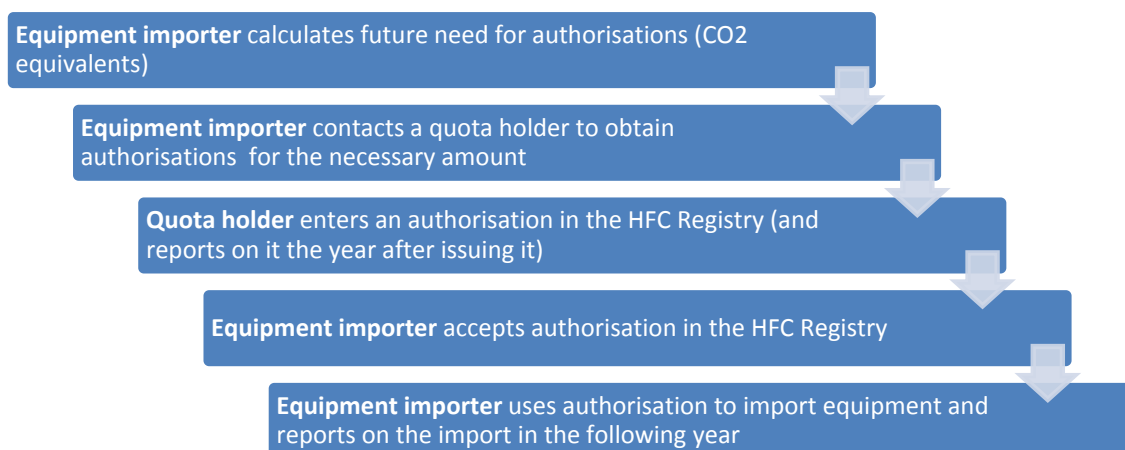 Equipment importer calculates future need for authorisations (CO2
equivalents)
Equipment importer contacts a quota holder to obtain
authorisations for the necessary amount
Quota holder enters an authorisation in the HFC Registry (and
reports on it the year after issuing it)
Equipment importer accepts authorisation in the HFC Registry
Equipment importer uses authorisation to import equipment and
reports on the import in the following year